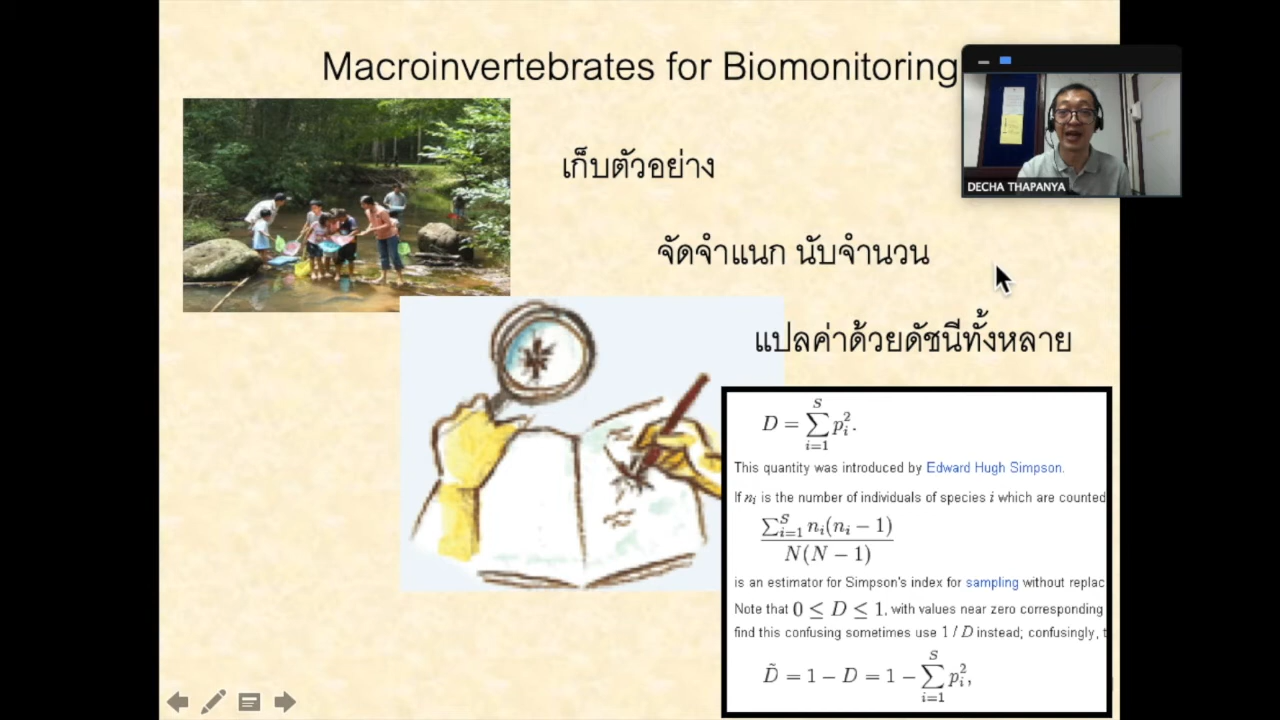 Macroinvertebrates for Biomonitoring
DECHA THAPANYA
เก็บตัวอย่าง
จัดจำแนก นับจำนวน
แปลค่าด้วยดัชนีทั้งหลาย
D = \sum_{i=1}^{S} p_i^2.
This quantity was introduced by Edward Hugh Simpson.
If n_i is the number of individuals of species i which are counted
\frac{\sum_{i=1}^{S} n_i(n_i - 1)}{N(N - 1)}
is an estimator for Simpson's index for sampling without replac
Note that 0 ≤ D ≤ 1, with values near zero corresponding
find this confusing sometimes use 1 / D instead; confusingly, t
\tilde{D} = 1 - D = 1 - \sum_{i=1}^{S} p_i^2,